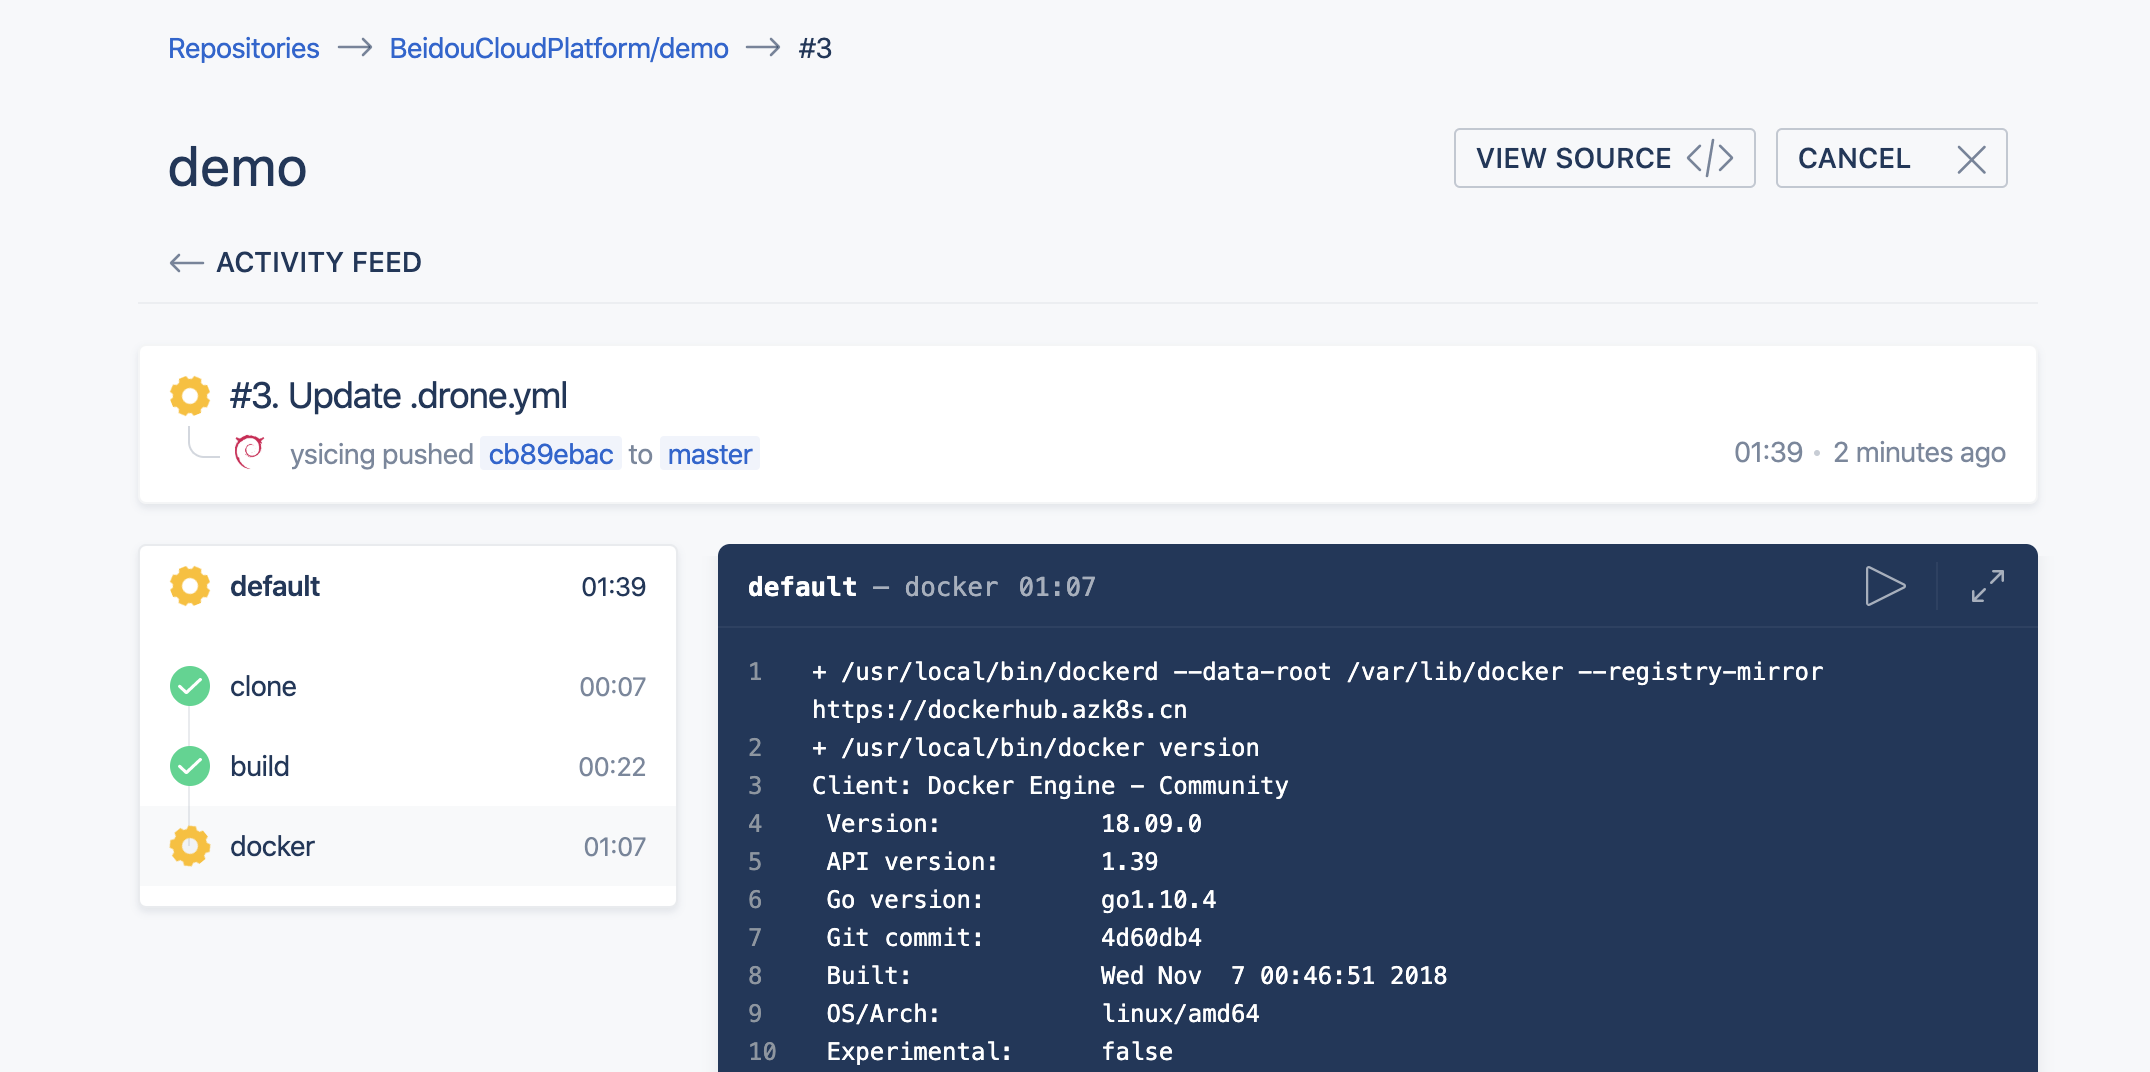 Repositories → BeidouCloudPlatform/demo → #3
demo
VIEW SOURCE </>
CANCEL
← ACTIVITY FEED
#3. Update .drone.yml
ysicing pushed cb89ebac to master
01:39 • 2 minutes ago
default 01:39
clone 00:07
build 00:22
docker 01:07
default — docker 01:07
1 + /usr/local/bin/dockerd --data-root /var/lib/docker --registry-mirror
https://dockerhub.azk8s.cn
2 + /usr/local/bin/docker version
3 Client: Docker Engine - Community
4 Version: 18.09.0
5 API version: 1.39
6 Go version: go1.10.4
7 Git commit: 4d60db4
8 Built: Wed Nov  7 00:46:51 2018
9 OS/Arch: linux/amd64
10 Experimental: false